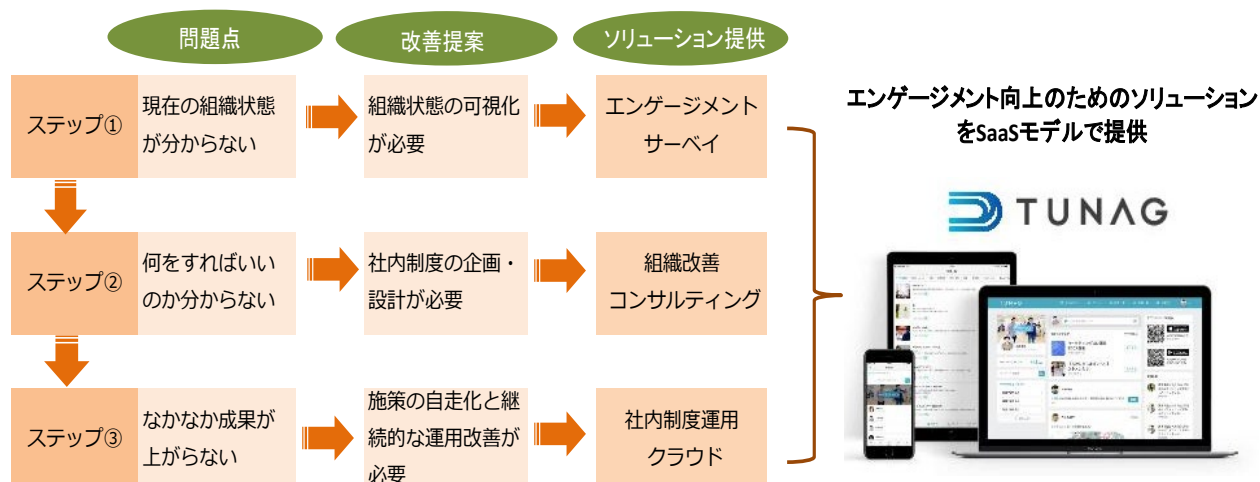 問題点
改善提案
ソリューション提供
ステップ①
現在の組織状態
が分からない
組織状態の可視化
が必要
エンゲージメント
サーベイ
ステップ②
何をすればいい
のか分からない
社内制度の企画・
設計が必要
組織改善
コンサルティング
ステップ③
なかなか成果が
上がらない
施策の自走化と継
続的な運用改善が
必要
社内制度運用
クラウド
エンゲージメント向上のためのソリューション
をSaaSモデルで提供
TUNAG